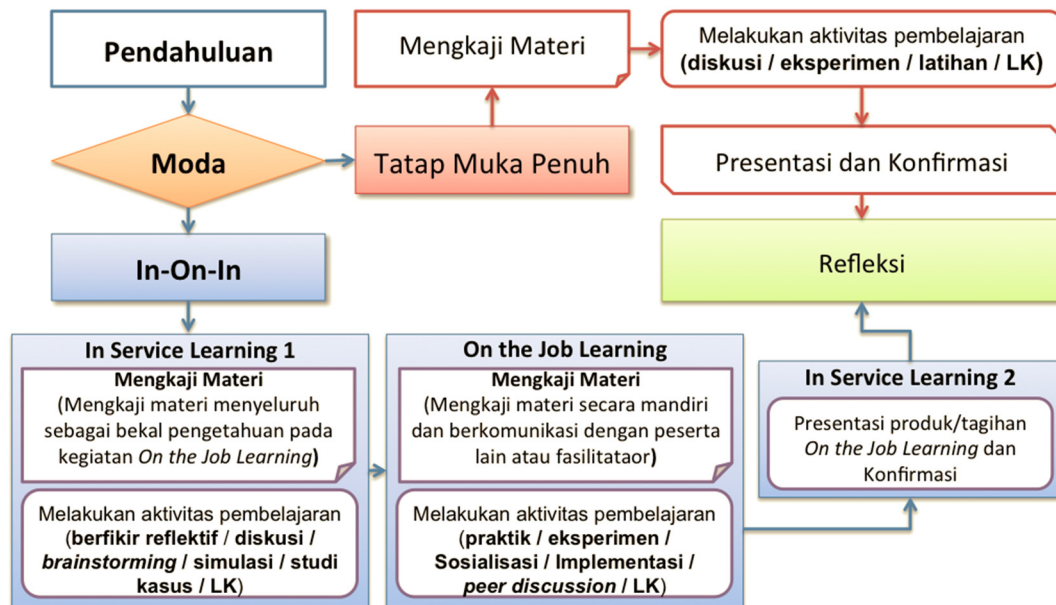 Pendahuluan
Moda
Tatap Muka Penuh
Mengkaji Materi
Melakukan aktivitas pembelajaran
(diskusi / eksperimen / latihan / LK)
Presentasi dan Konfirmasi
Refleksi
In-On-In
In Service Learning 1
Mengkaji Materi
(Mengkaji materi menyeluruh
sebagai bekal pengetahuan pada
kegiatan On the Job Learning)
Melakukan aktivitas pembelajaran
(berfikir reflektif / diskusi /
brainstorming / simulasi / studi
kasus / LK)
On the Job Learning
Mengkaji Materi
(Mengkaji materi secara mandiri
dan berkomunikasi dengan peserta
lain atau fasilitataor)
Melakukan aktivitas pembelajaran
(praktik / eksperimen /
Sosialisasi / Implementasi /
peer discussion / LK)
In Service Learning 2
Presentasi produk/tagihan
On the Job Learning dan
Konfirmasi